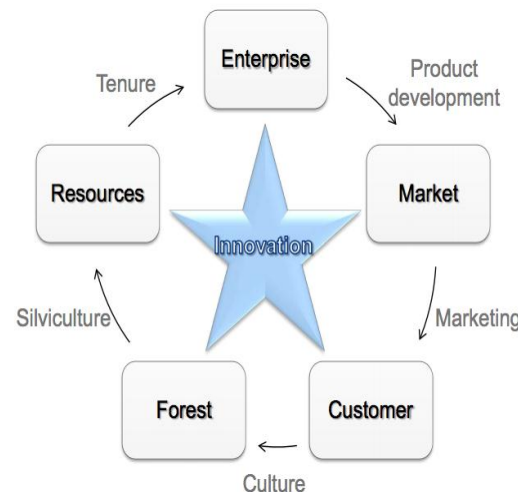 Enterprise
Tenure
Product
development
Resources
Market
Innovation
Silviculture
Marketing
Forest
Customer
Culture